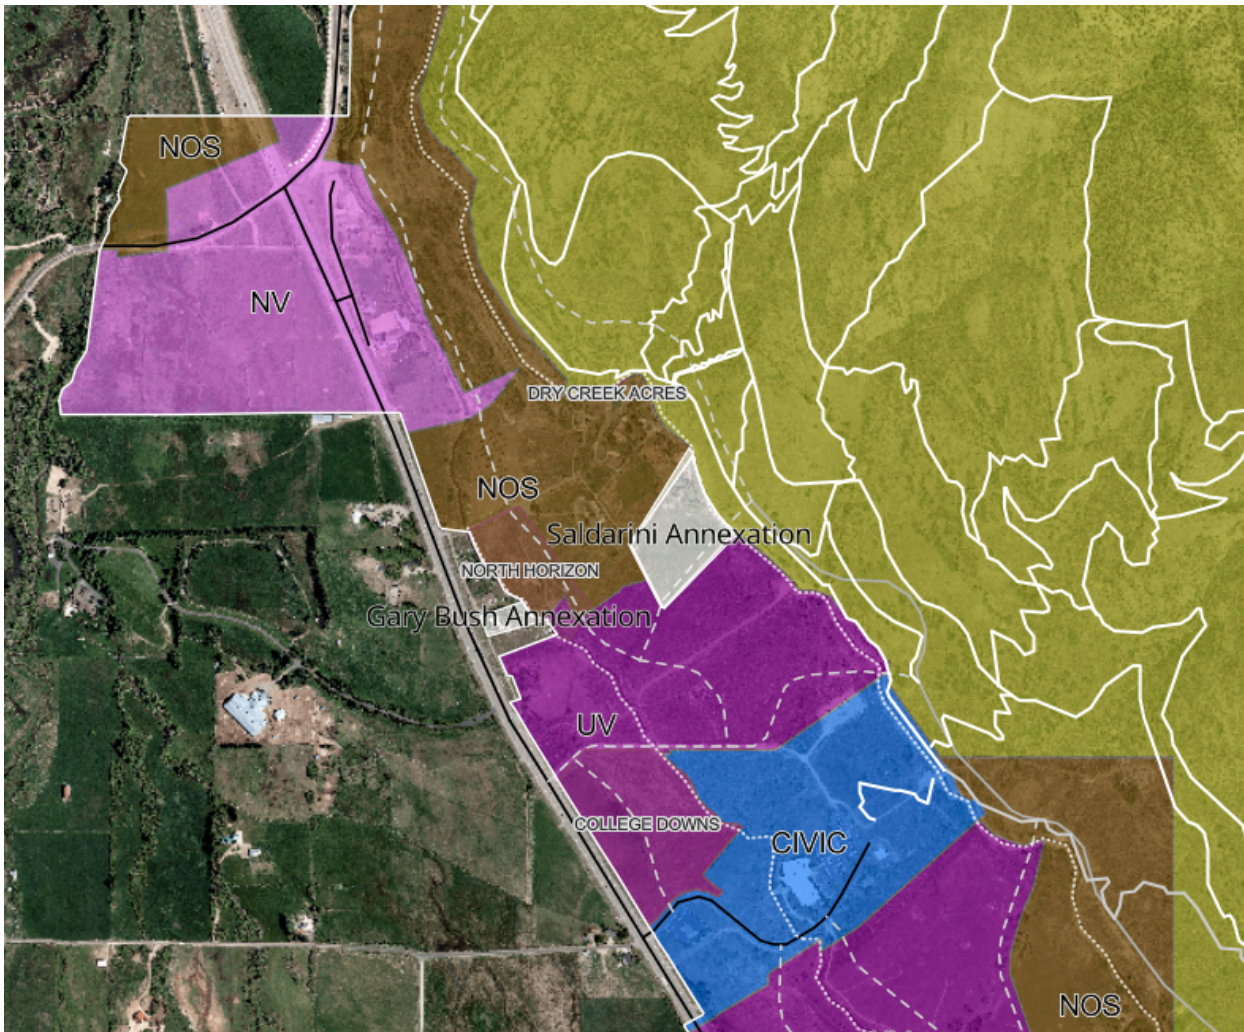 NOS
NV
DRY CREEK ACRES
NOS
Saldarini Annexation
NORTH HORIZON
Gary Bush Annexation
UV
COLLEGE DOWNS
CIVIC
NOS